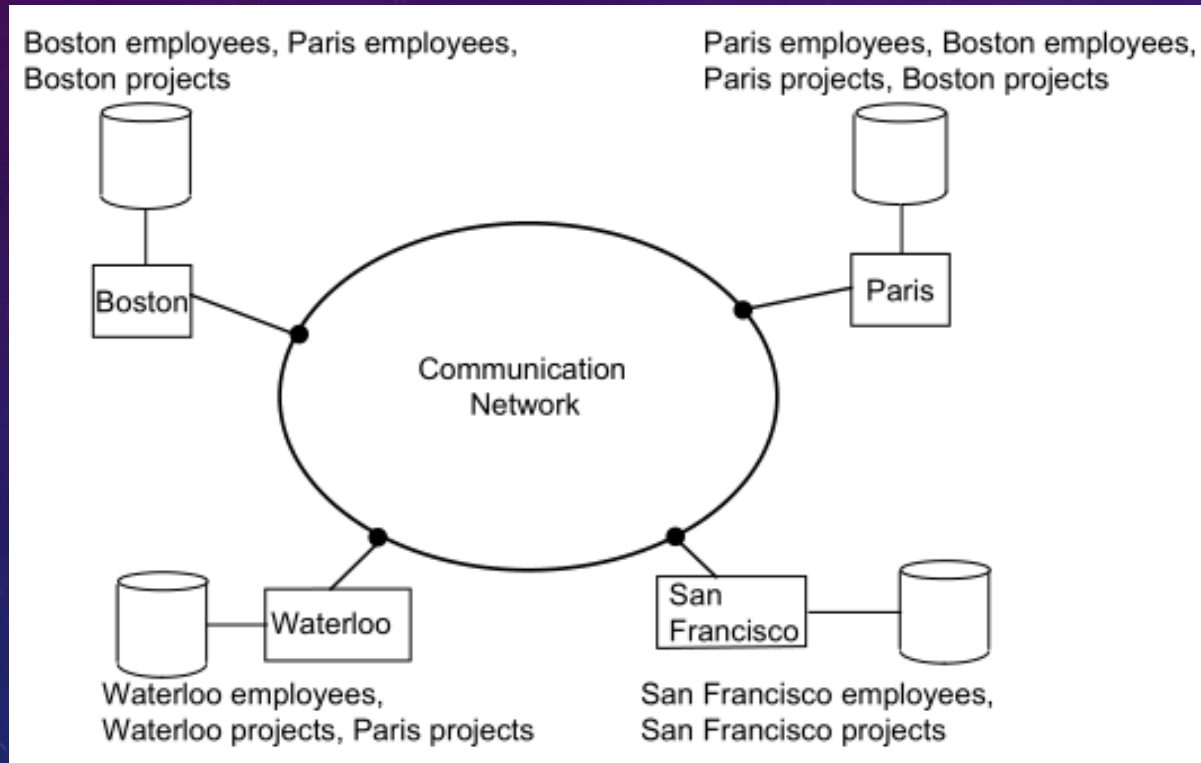 Boston employees, Paris employees,
Boston projects
Paris employees, Boston employees,
Paris projects, Boston projects
Boston
Paris
Communication
Network
Waterloo
San
Francisco
Waterloo employees,
Waterloo projects, Paris projects
San Francisco employees,
San Francisco projects